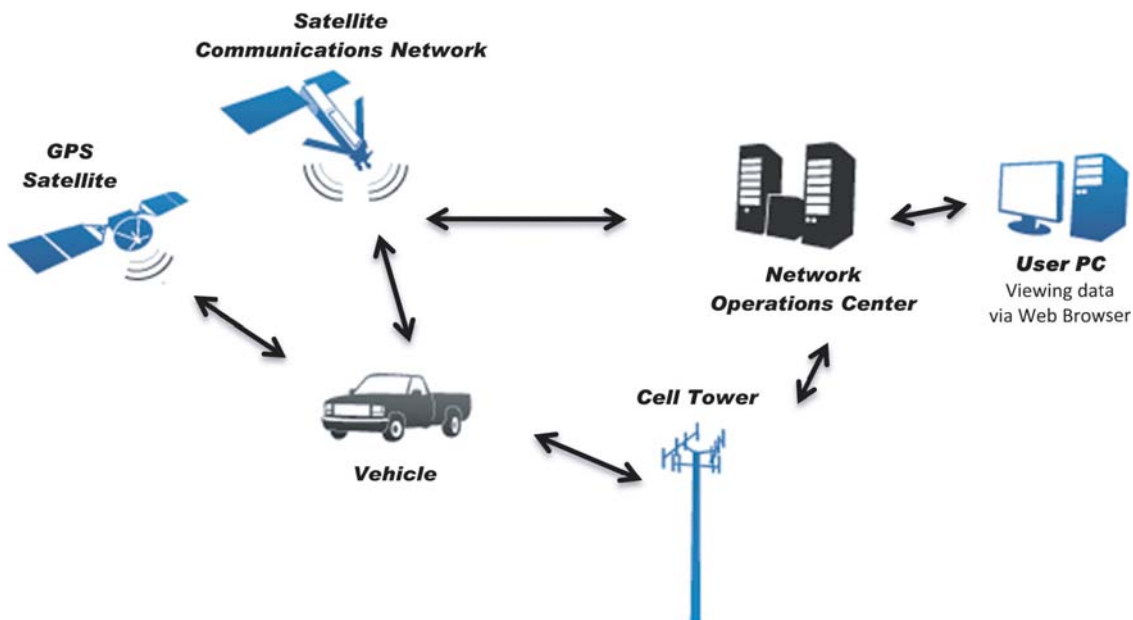 Satellite
Communications Network
GPS
Satellite
Network
Operations Center
User PC
Viewing data
via Web Browser
Cell Tower
Vehicle